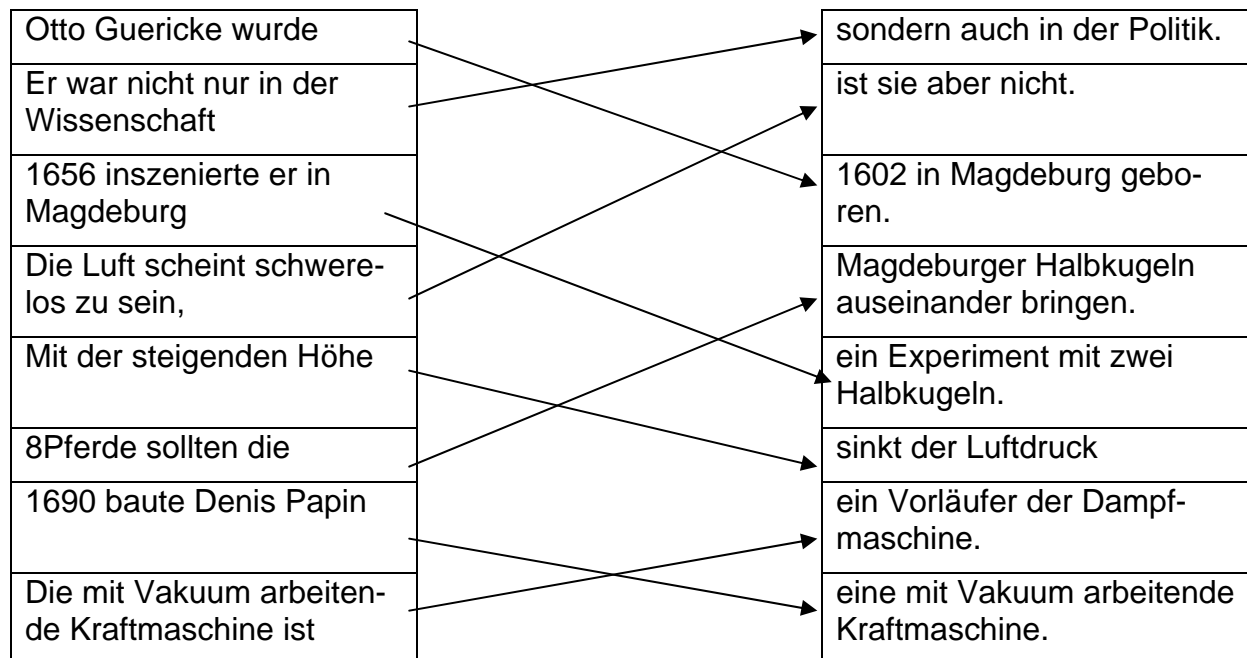 Otto Guericke wurde
Er war nicht nur in der
Wissenschaft
1656 inszenierte er in
Magdeburg
Die Luft scheint schwere-
los zu sein,
Mit der steigenden Höhe
8Pferde sollten die
1690 baute Denis Papin
Die mit Vakuum arbeiten-
de Kraftmaschine ist
sondern auch in der Politik.
ist sie aber nicht.
1602 in Magdeburg gebo-
ren.
Magdeburger Halbkugeln
auseinander bringen.
ein Experiment mit zwei
Halbkugeln.
sinkt der Luftdruck
ein Vorläufer der Dampf-
maschine.
eine mit Vakuum arbeitende
Kraftmaschine.